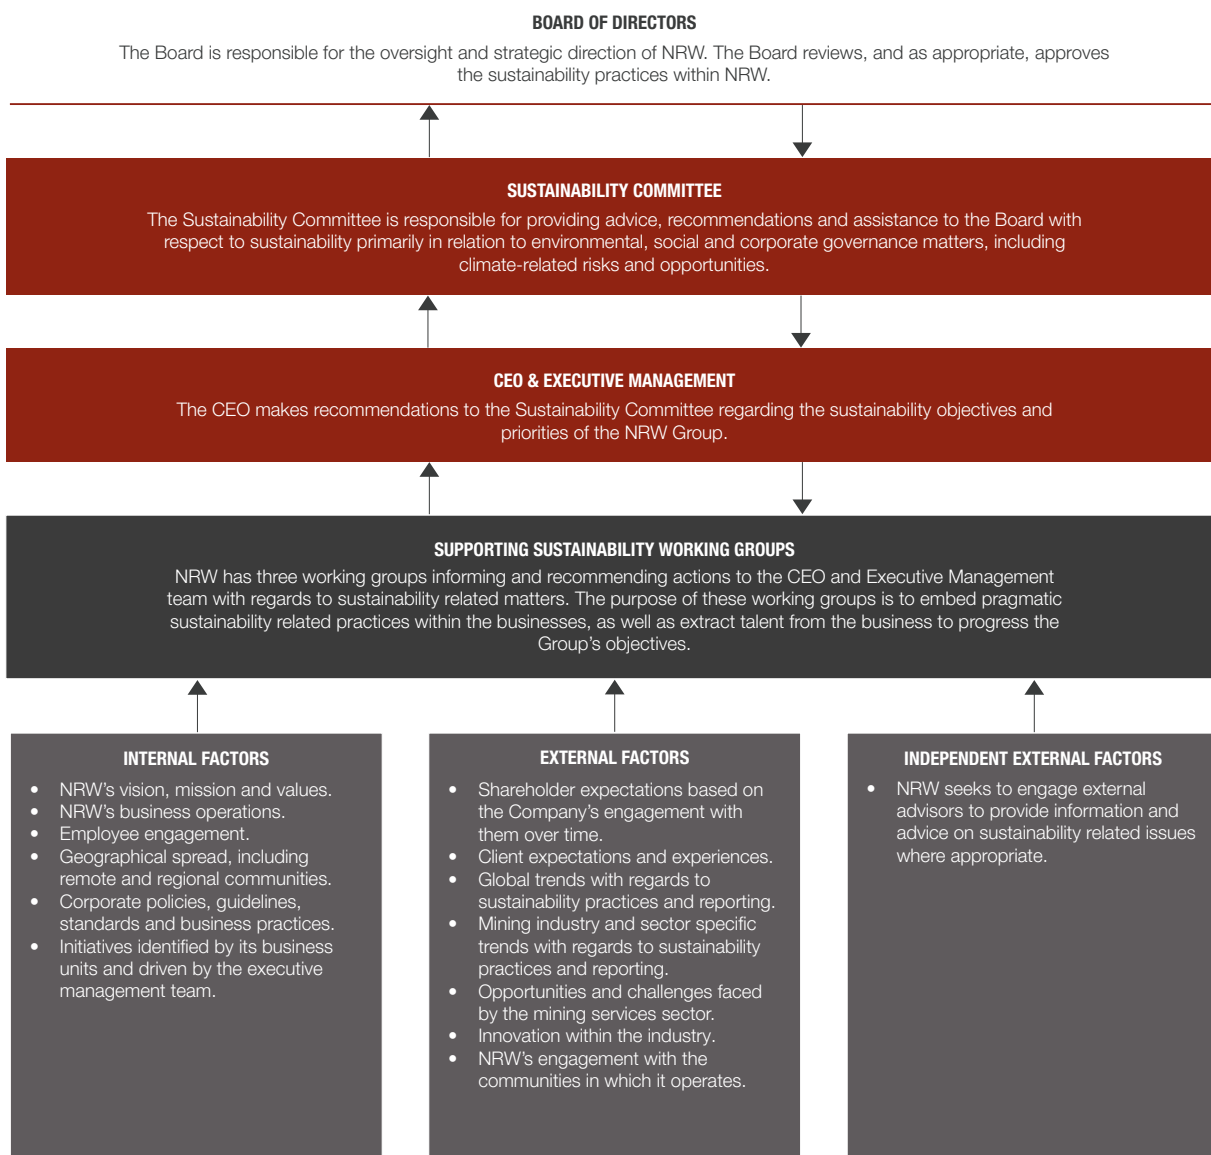 BOARD OF DIRECTORS
The Board is responsible for the oversight and strategic direction of NRW. The Board reviews, and as appropriate, approves
the sustainability practices within NRW.
SUSTAINABILITY COMMITTEE
The Sustainability Committee is responsible for providing advice, recommendations and assistance to the Board with
respect to sustainability primarily in relation to environmental, social and corporate governance matters, including
climate-related risks and opportunities.
CEO & EXECUTIVE MANAGEMENT
The CEO makes recommendations to the Sustainability Committee regarding the sustainability objectives and
priorities of the NRW Group.
SUPPORTING SUSTAINABILITY WORKING GROUPS
NRW has three working groups informing and recommending actions to the CEO and Executive Management
team with regards to sustainability related matters. The purpose of these working groups is to embed pragmatic
sustainability related practices within the businesses, as well as extract talent from the business to progress the
Group's objectives.
INTERNAL FACTORS
• NRW's vision, mission and values.
• NRW's business operations.
• Employee engagement.
• Geographical spread, including
remote and regional communities.
• Corporate policies, guidelines,
standards and business practices.
• Initiatives identified by its business
units and driven by the executive
management team.
EXTERNAL FACTORS
• Shareholder expectations based on
the Company's engagement with
them over time.
• Client expectations and experiences.
• Global trends with regards to
sustainability practices and reporting.
• Mining industry and sector specific
trends with regards to sustainability
practices and reporting.
• Opportunities and challenges faced
by the mining services sector.
• Innovation within the industry.
• NRW's engagement with the
communities in which it operates.
INDEPENDENT EXTERNAL FACTORS
• NRW seeks to engage external
advisors to provide information and
advice on sustainability related issues
where appropriate.